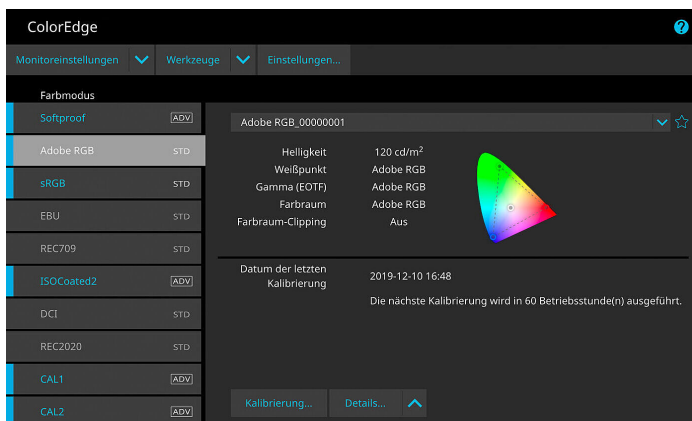 ColorEdge
?
Monitoreinstellungen Werkzeuge Einstellungen...
Farbmodus
Softproof ADV
Adobe RGB STD
sRGB STD
EBU STD
REC709 STD
ISOCoated2 ADV
DCI STD
REC2020 STD
CAL1 ADV
CAL2 ADV
Adobe RGB_00000001
Helligkeit 120 cd/m²
Weißpunkt Adobe RGB
Gamma (EOTF) Adobe RGB
Farbraum Adobe RGB
Farbraum-Clipping Aus
Datum der letzten
Kalibrierung
2019-12-10 16:48
Die nächste Kalibrierung wird in 60 Betriebsstunde(n) ausgeführt.
Kalibrierung... Details...